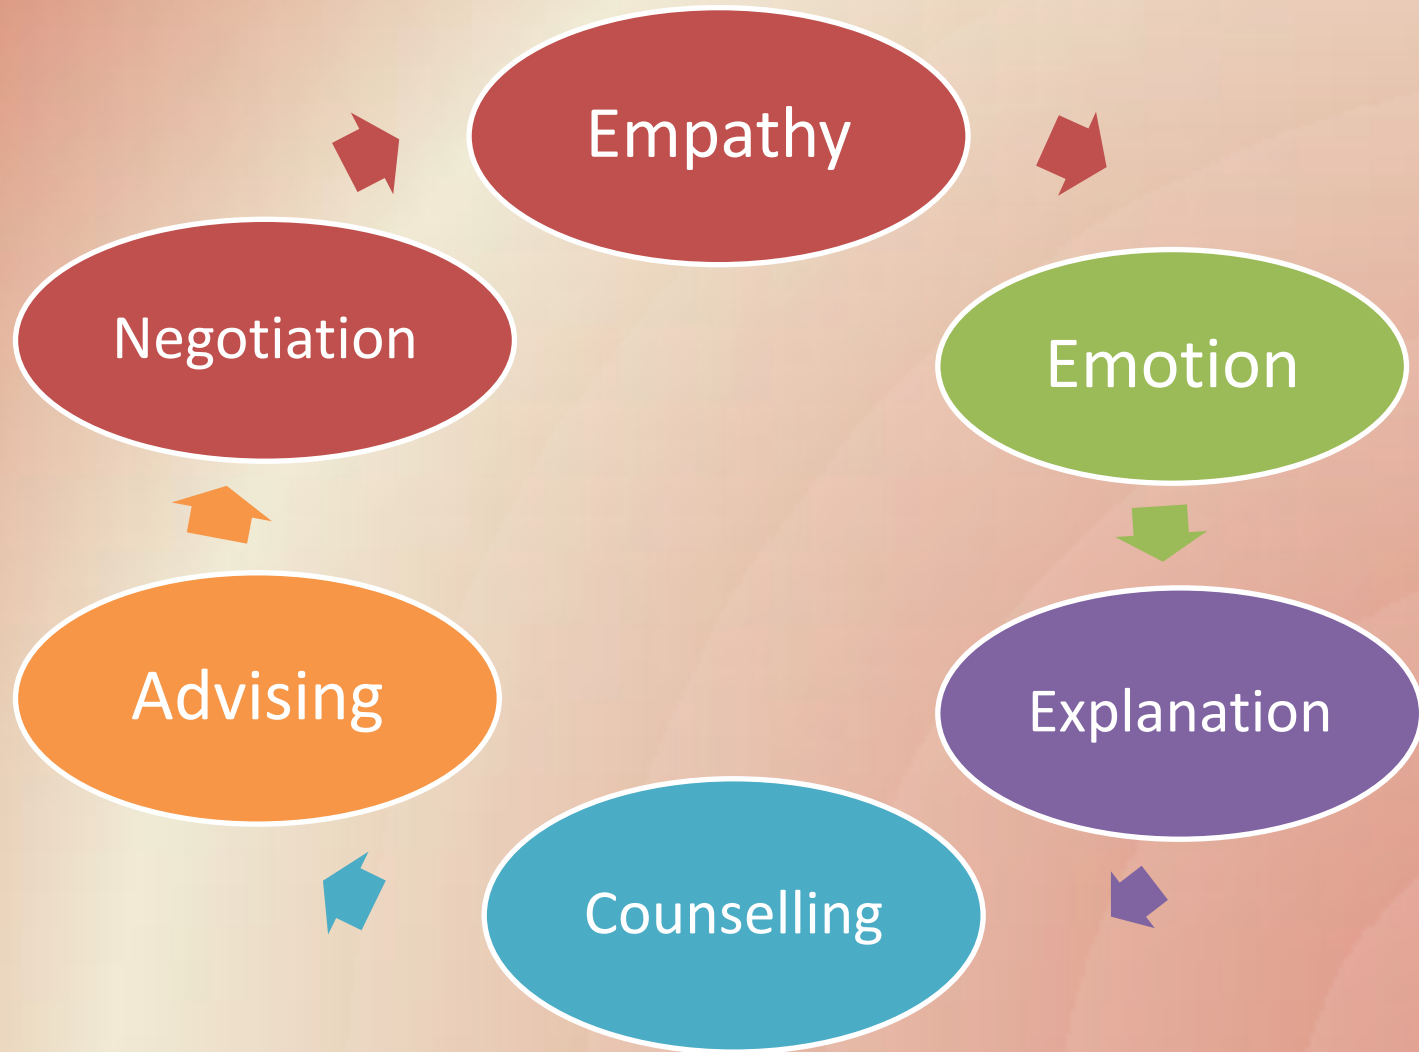 Empathy
Emotion
Explanation
Counselling
Advising
Negotiation